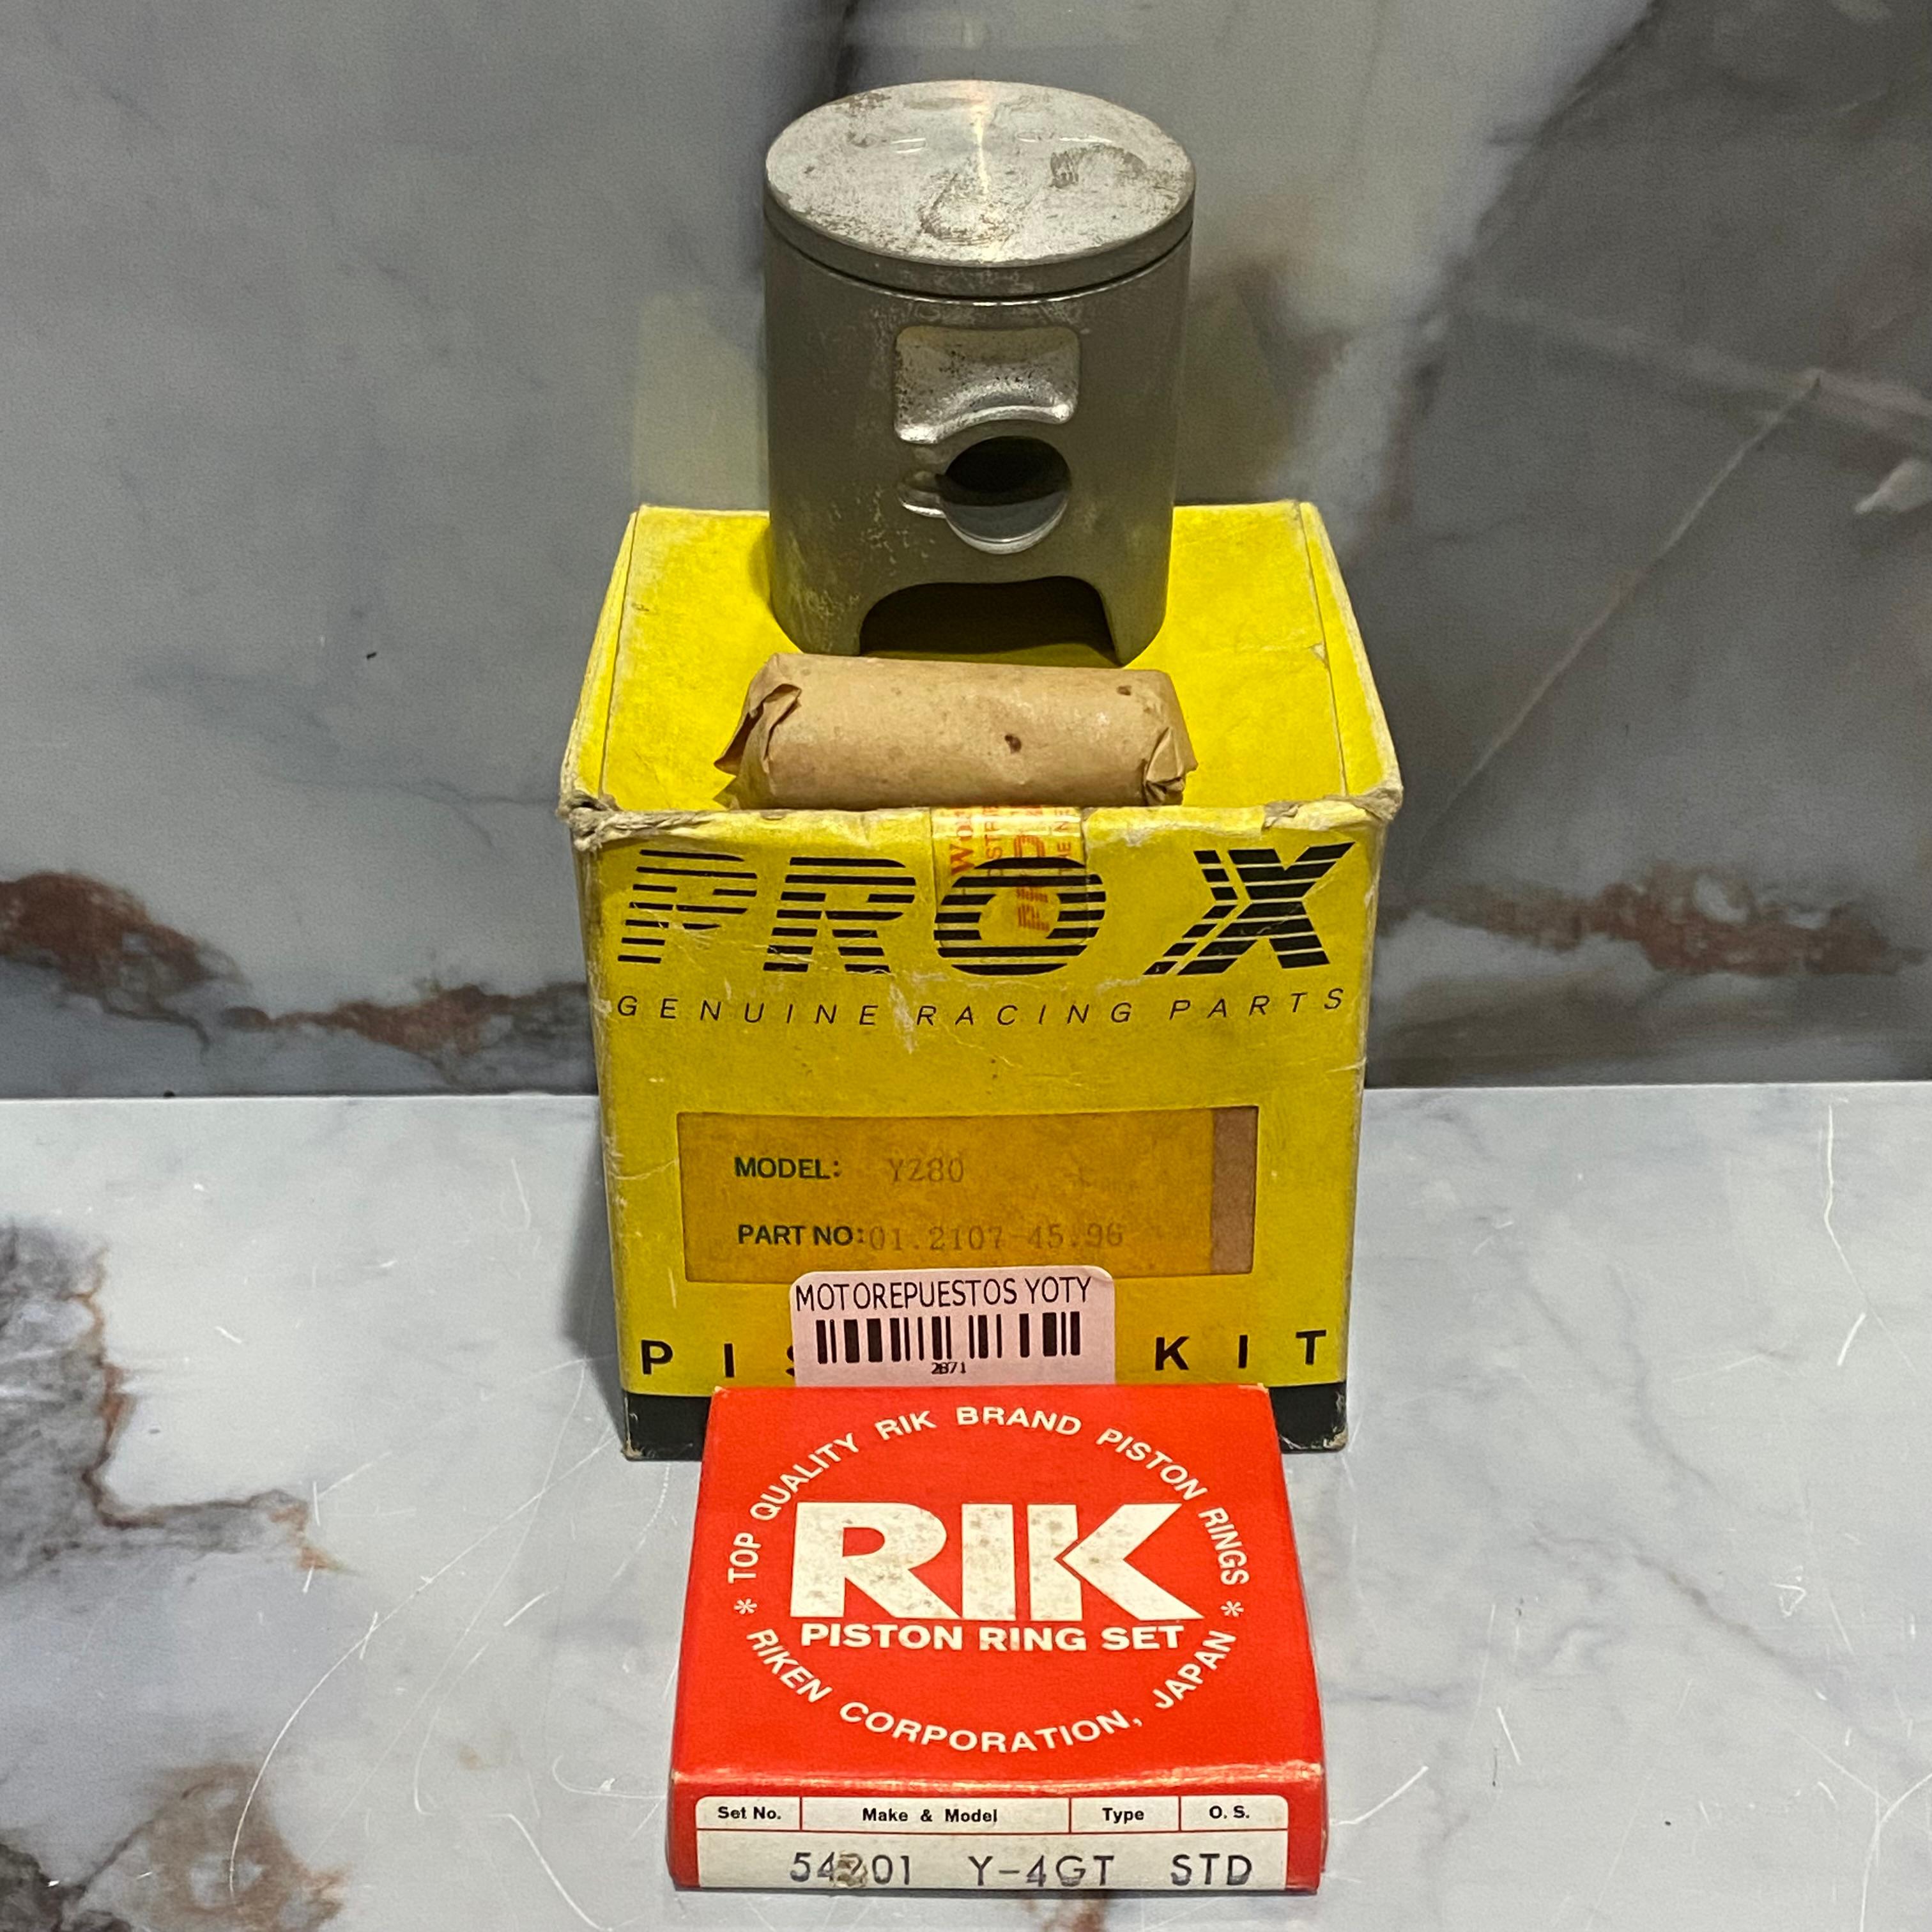 PRO X
GENUINE RACING PARTS
MODEL: YZ80
PART NO: 01.2107 45.96
MOTOREPUESTOS YOTY
2871
KIT
TOP QUALITY RIK BRAND PISTON RINGS
RIK
PISTON RING SET
* RIKEN CORPORATION, JAPAN *
Set No. Make & Model Type O. S.
Y-4GT STD